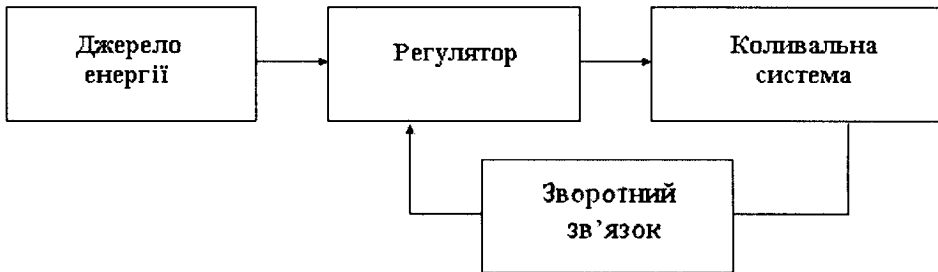 Джерело
енергії
Регулятор
Коливальна
система
Зворотний
зв’язок